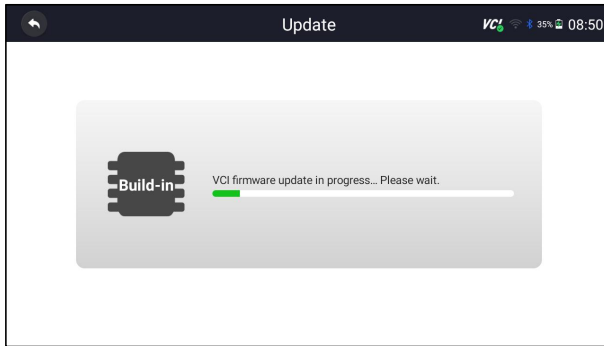 Update
VCI 35% 08:50
Build-in
VCI firmware update in progress... Please wait.